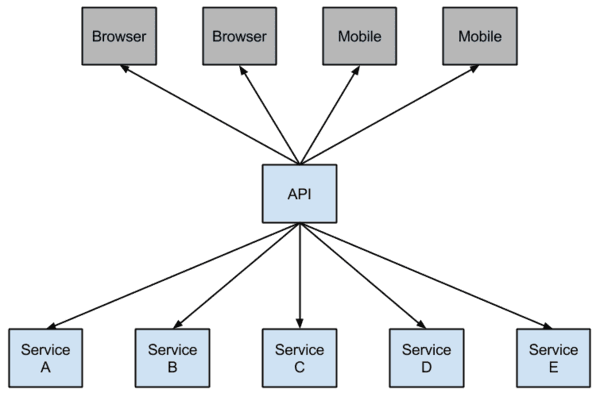 Browser
Browser
Mobile
Mobile
API
Service
A
Service
B
Service
C
Service
D
Service
E